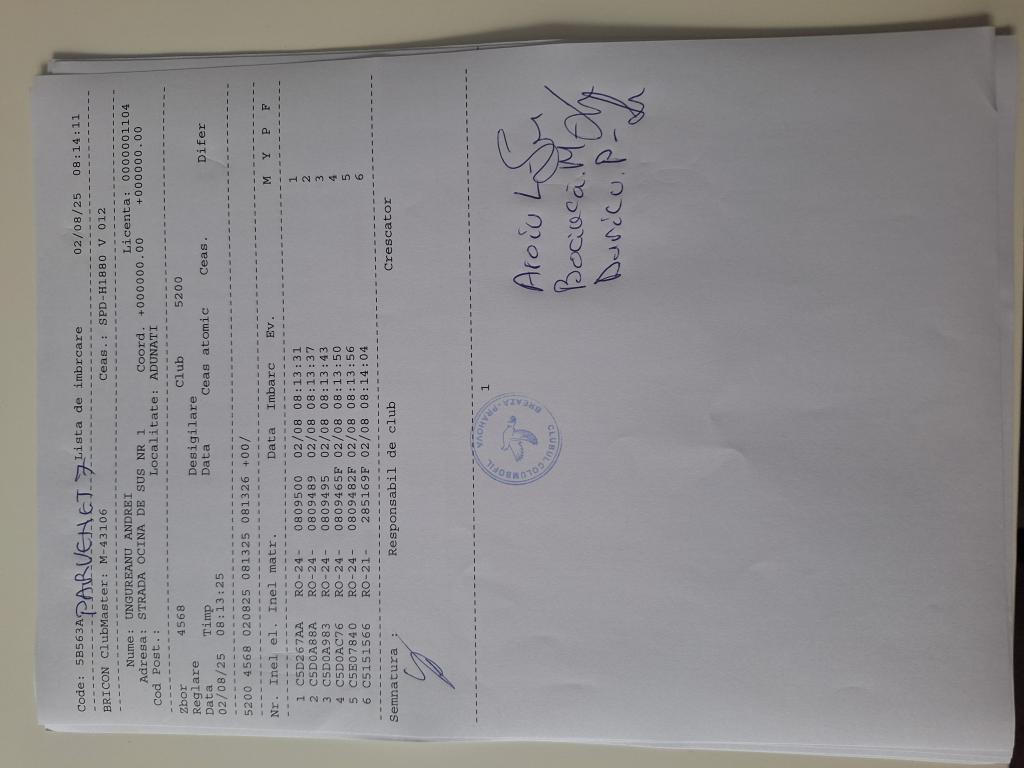 Code: 5B563A PARVENEJ 7 Lista de imbrcare 02/08/25 08:14:11
BRICON ClubMaster: M-43106 Ceas.: SPD-H1880 V 012
Nume: UNGUREANU ANDREI Licenta: 0000001104
Adresa: STRADA OCINA DE SUS NR 1 Coord. +000000.00 +000000.00
Cod Post.: Localitate: ADUNATI
Zbor 4568 Club 5200
Reglare Desigilare
Data Timp Data Ceas atomic Ceas. Difer
02/08/25 08:13:25
5200 4568 020825 081325 081326 +00/
Nr. Inel el. Inel matr. Data Imbarc Ev. M Y P F
1 C5D267AA RO-24- 0809500 02/08 08:13:31 1
2 C5D0A88A RO-24- 0809489 02/08 08:13:37 2
3 C5D0A983 RO-24- 0809495 02/08 08:13:43 3
4 C5D0AC76 RO-24- 0809465F 02/08 08:13:50 4
5 C5E07840 RO-24- 0809482F 02/08 08:13:56 5
6 C5151566 RO-21- 285169F 02/08 08:14:04 6
Semnatura : Responsabil de club Crescator
1
CLUBUL COLUMBOFIL
BREAZA-PRAHOVA